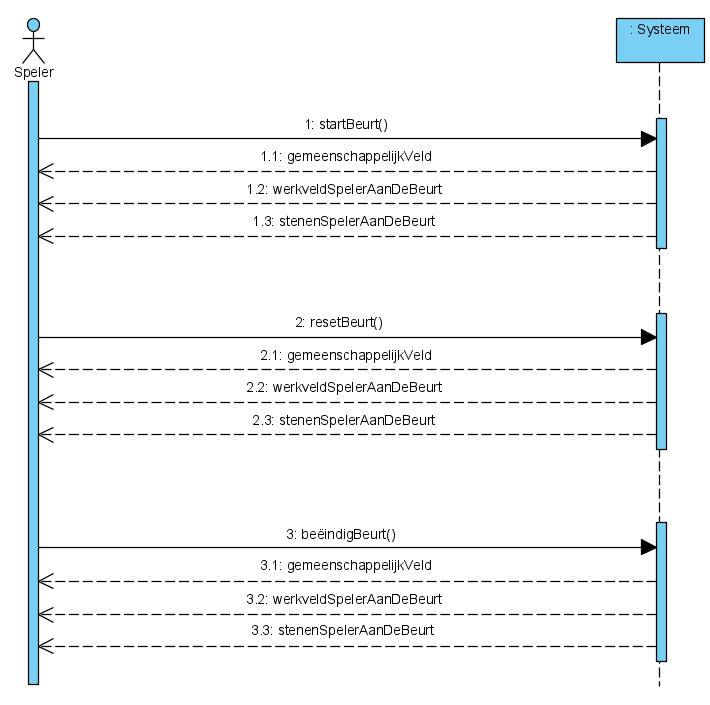 : Systeem
Speler
1: startBeurt()
1.1: gemeenschappelijkVeld
1.2: werkveldSpelerAanDeBeurt
1.3: stenenSpelerAanDeBeurt
2: resetBeurt()
2.1: gemeenschappelijkVeld
2.2: werkveldSpelerAanDeBeurt
2.3: stenenSpelerAanDeBeurt
3: beëindigBeurt()
3.1: gemeenschappelijkVeld
3.2: werkveldSpelerAanDeBeurt
3.3: stenenSpelerAanDeBeurt